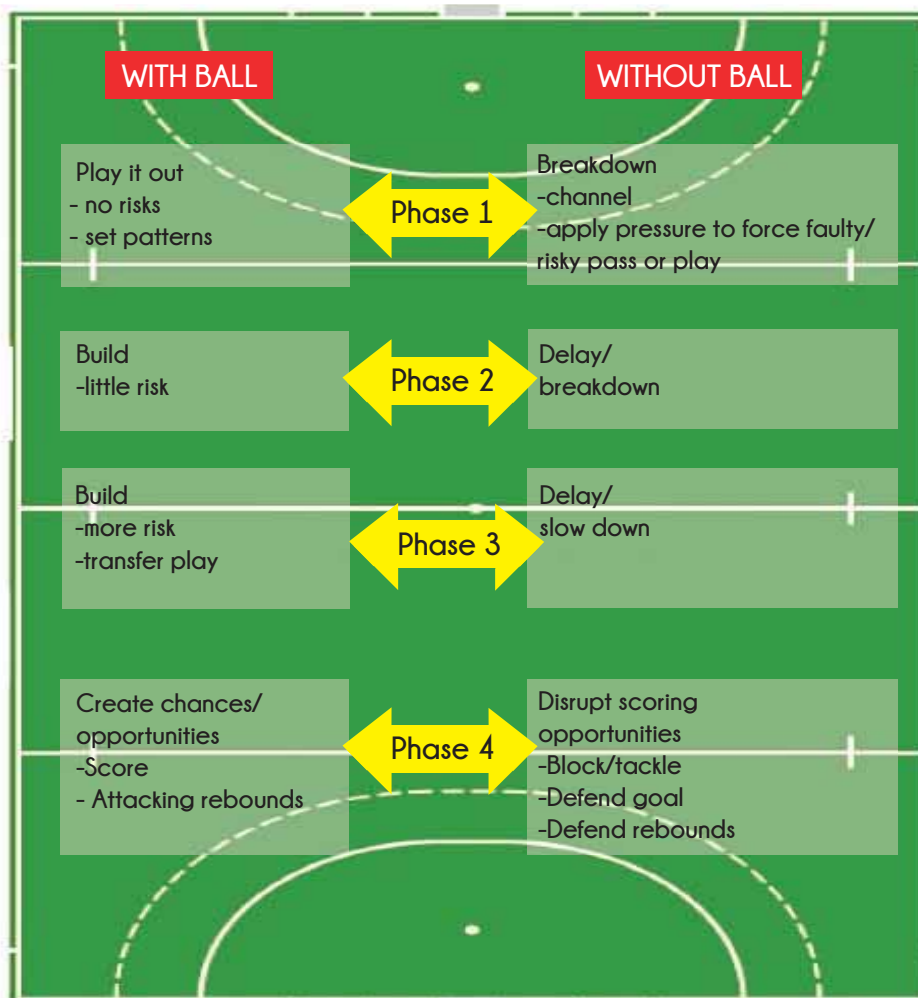 WITH BALL
WITHOUT BALL
Play it out
- no risks
- set patterns
Phase 1
Breakdown
-channel
-apply pressure to force faulty/
risky pass or play
Build
-little risk
Phase 2
Delay/
breakdown
Build
-more risk
-transfer play
Phase 3
Delay/
slow down
Create chances/
opportunities
-Score
- Attacking rebounds
Phase 4
Disrupt scoring
opportunities
-Block/tackle
-Defend goal
-Defend rebounds